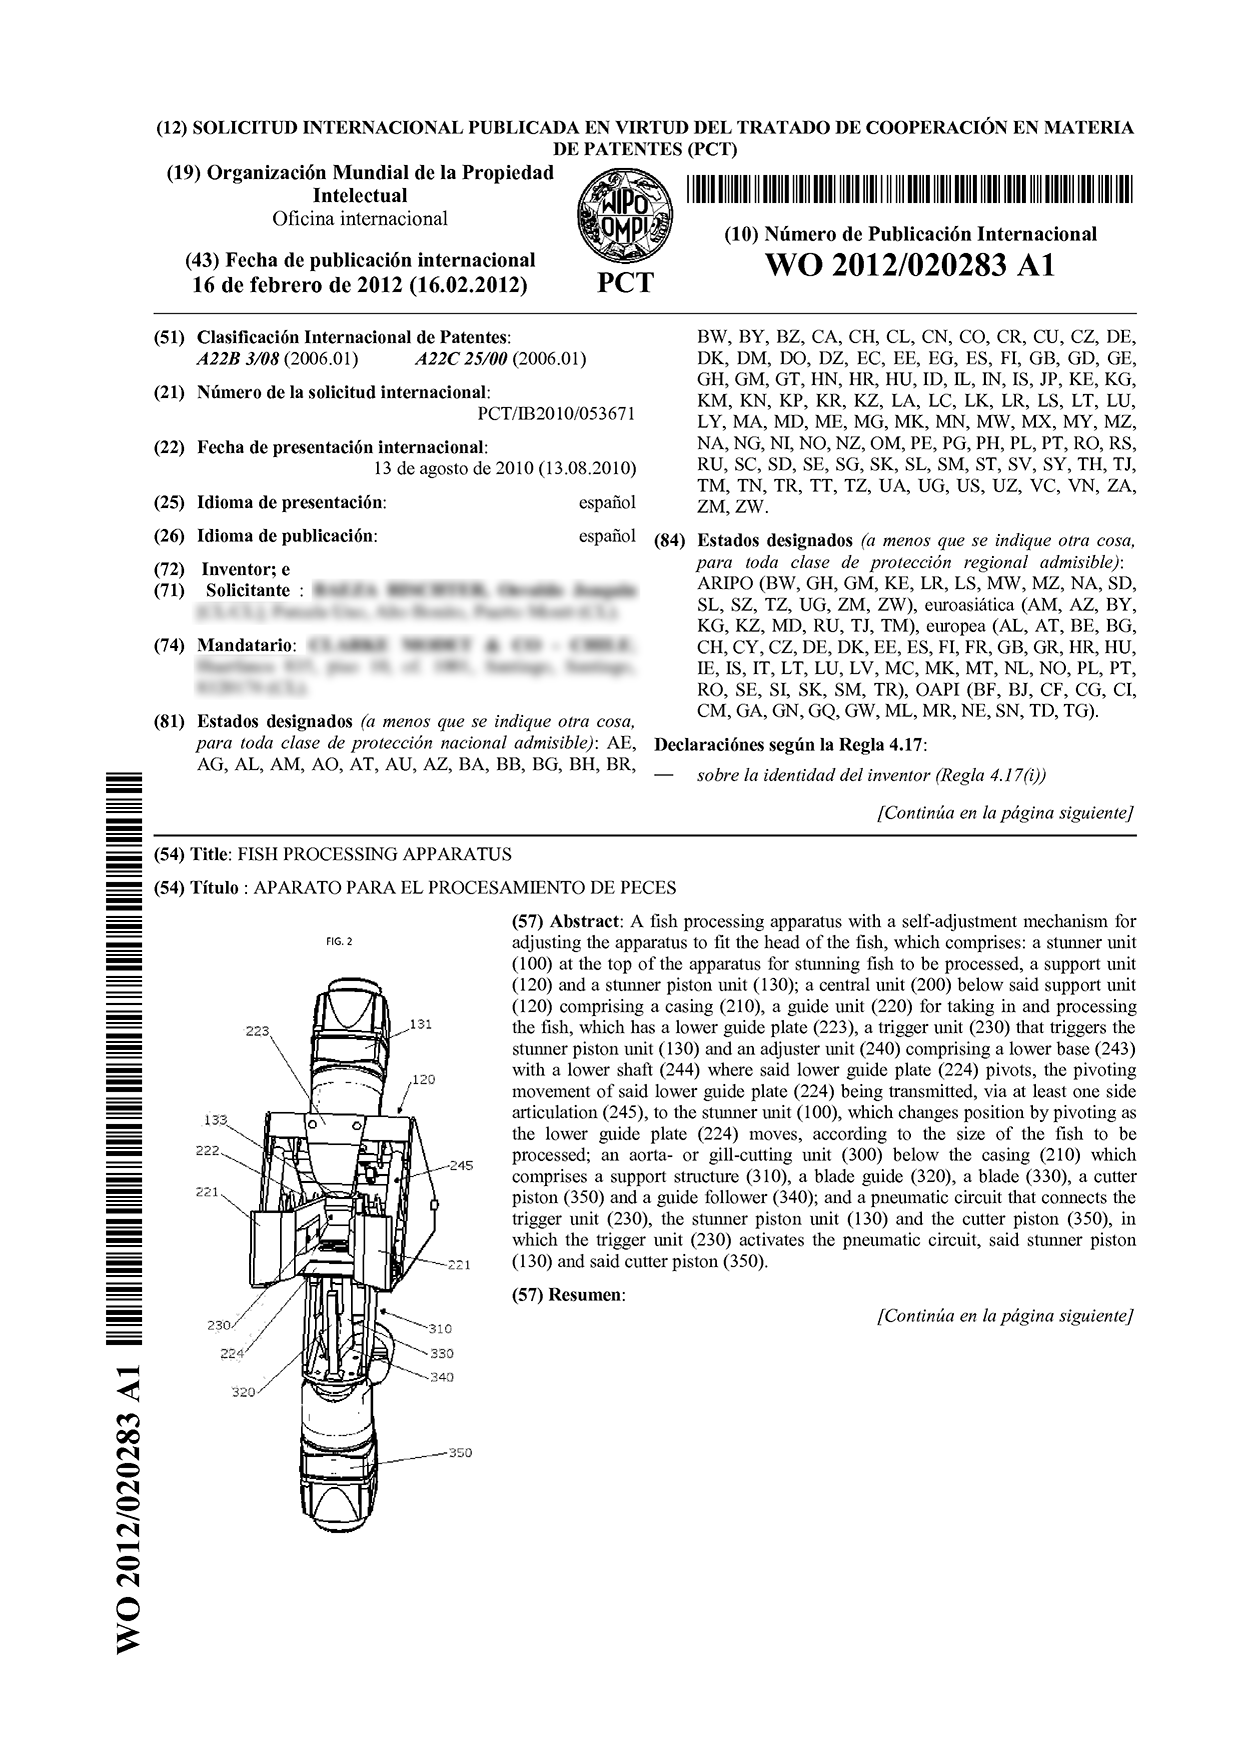 (12) SOLICITUD INTERNACIONAL PUBLICADA EN VIRTUD DEL TRATADO DE COOPERACIÓN EN MATERIA
DE PATENTES (PCT)
(19) Organización Mundial de la Propiedad
Intelectual
Oficina internacional
(43) Fecha de publicación internacional
16 de febrero de 2012 (16.02.2012)
WIPO
OMPI
PCT
(10) Número de Publicación Internacional
WO 2012/020283 A1
(51) Clasificación Internacional de Patentes:
A22B 3/08 (2006.01) A22C 25/00 (2006.01)
(21) Número de la solicitud internacional:
PCT/IB2010/053671
(22) Fecha de presentación internacional:
13 de agosto de 2010 (13.08.2010)
(25) Idioma de presentación: español
(26) Idioma de publicación: español
(72) Inventor; e
(71) Solicitante :
(74) Mandatario:
(81) Estados designados (a menos que se indique otra cosa,
para toda clase de protección nacional admisible): AE,
AG, AL, AM, AO, AT, AU, AZ, BA, BB, BG, BH, BR,
BW, BY, BZ, CA, CH, CL, CN, CO, CR, CU, CZ, DE,
DK, DM, DO, DZ, EC, EE, EG, ES, FI, GB, GD, GE,
GH, GM, GT, HN, HR, HU, ID, IL, IN, IS, JP, KE, KG,
KM, KN, KP, KR, KZ, LA, LC, LK, LR, LS, LT, LU,
LY, MA, MD, ME, MG, MK, MN, MW, MX, MY, MZ,
NA, NG, NI, NO, NZ, OM, PE, PG, PH, PL, PT, RO, RS,
RU, SC, SD, SE, SG, SK, SL, SM, ST, SV, SY, TH, TJ,
TM, TN, TR, TT, TZ, UA, UG, US, UZ, VC, VN, ZA,
ZM, ZW.
(84) Estados designados (a menos que se indique otra cosa,
para toda clase de protección regional admisible):
ARIPO (BW, GH, GM, KE, LR, LS, MW, MZ, NA, SD,
SL, SZ, TZ, UG, ZM, ZW), euroasiática (AM, AZ, BY,
KG, KZ, MD, RU, TJ, TM), europea (AL, AT, BE, BG,
CH, CY, CZ, DE, DK, EE, ES, FI, FR, GB, GR, HR, HU,
IE, IS, IT, LT, LU, LV, MC, MK, MT, NL, NO, PL, PT,
RO, SE, SI, SK, SM, TR), OAPI (BF, BJ, CF, CG, CI,
CM, GA, GN, GQ, GW, ML, MR, NE, SN, TD, TG).
Declaraciónes según la Regla 4.17:
— sobre la identidad del inventor (Regla 4.17(i))
[Continúa en la página siguiente]
(54) Title: FISH PROCESSING APPARATUS
(54) Título : APARATO PARA EL PROCESAMIENTO DE PECES
FIG. 2
131
223
120
133
222
245
221
221
230
310
224
330
340
320
350
(57) Abstract: A fish processing apparatus with a self-adjustment mechanism for
adjusting the apparatus to fit the head of the fish, which comprises: a stunner unit
(100) at the top of the apparatus for stunning fish to be processed, a support unit
(120) and a stunner piston unit (130); a central unit (200) below said support unit
(120) comprising a casing (210), a guide unit (220) for taking in and processing
the fish, which has a lower guide plate (223), a trigger unit (230) that triggers the
stunner piston unit (130) and an adjuster unit (240) comprising a lower base (243)
with a lower shaft (244) where said lower guide plate (224) pivots, the pivoting
movement of said lower guide plate (224) being transmitted, via at least one side
articulation (245), to the stunner unit (100), which changes position by pivoting as
the lower guide plate (224) moves, according to the size of the fish to be
processed; an aorta- or gill-cutting unit (300) below the casing (210) which
comprises a support structure (310), a blade guide (320), a blade (330), a cutter
piston (350) and a guide follower (340); and a pneumatic circuit that connects the
trigger unit (230), the stunner piston unit (130) and the cutter piston (350), in
which the trigger unit (230) activates the pneumatic circuit, said stunner piston
(130) and said cutter piston (350).
(57) Resumen:
[Continúa en la página siguiente]
WO 2012/020283 A1